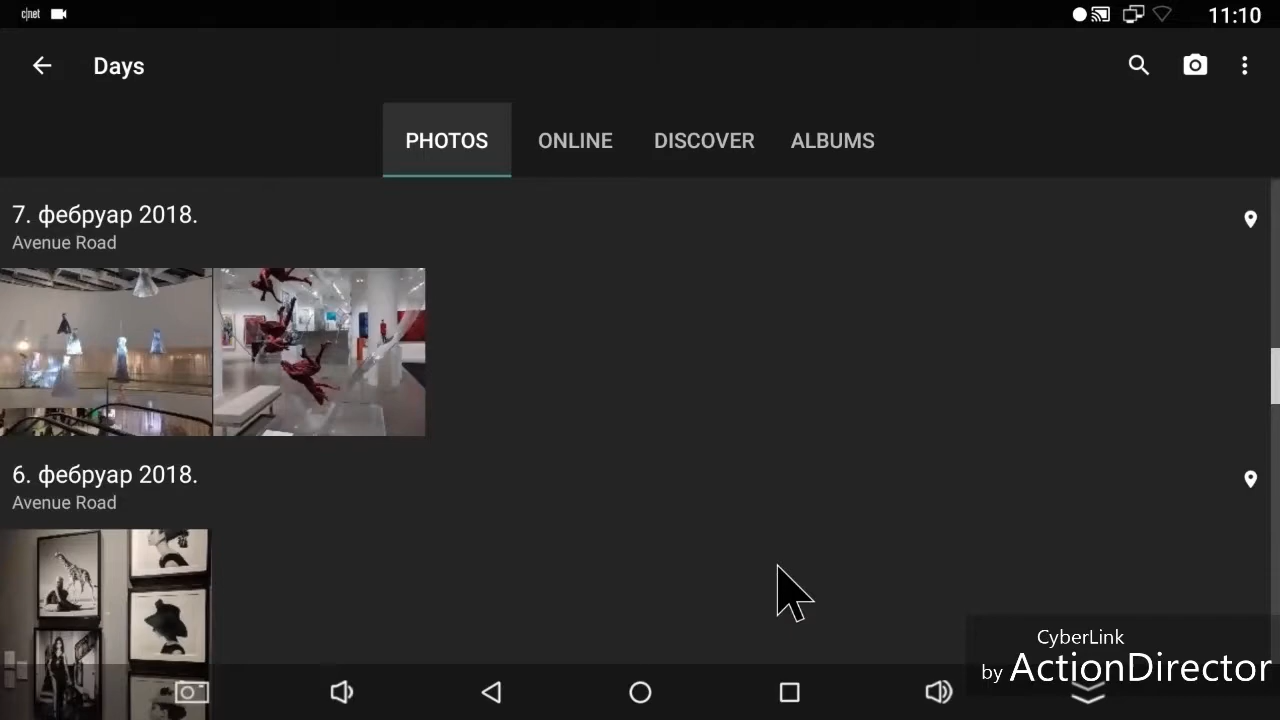 c|net
11:10
Days
PHOTOS ONLINE DISCOVER ALBUMS
7. фебруар 2018.
Avenue Road
6. фебруар 2018.
Avenue Road
CyberLink
by ActionDirector